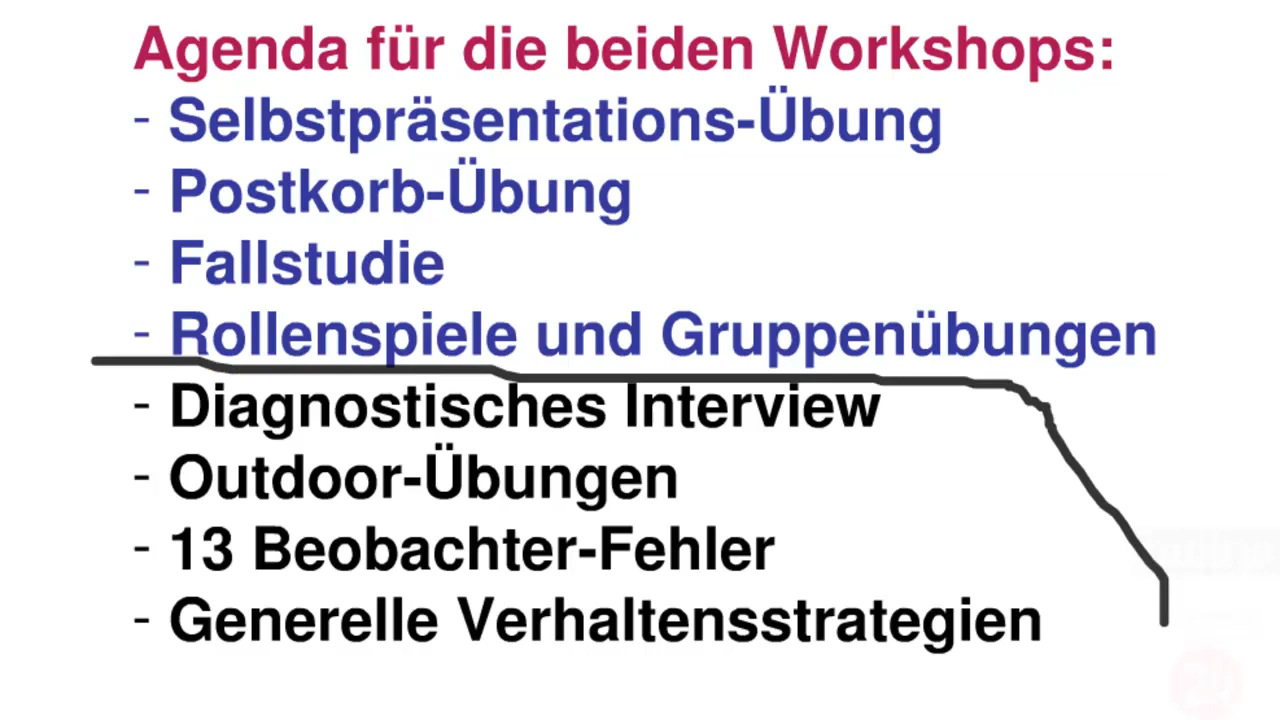 Agenda für die beiden Workshops:
- Selbstpräsentations-Übung
- Postkorb-Übung
- Fallstudie
- Rollenspiele und Gruppenübungen
- Diagnostisches Interview
- Outdoor-Übungen
- 13 Beobachter-Fehler
- Generelle Verhaltensstrategien